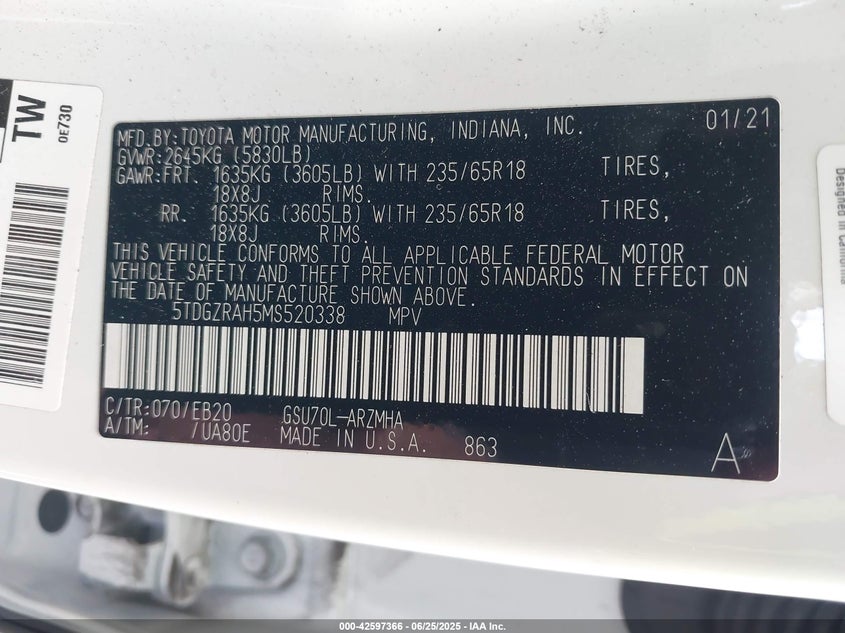 TW
0E730
MFD.BY:TOYOTA MOTOR MANUFACTURING, INDIANA, INC. 01/21
GVWR:2645KG (5830LB)
GAWR:FRT. 1635KG (3605LB) WITH 235/65R18 TIRES,
18X8J RIMS.
RR. 1635KG (3605LB) WITH 235/65R18 TIRES,
18X8J RIMS.
THIS VEHICLE CONFORMS TO ALL APPLICABLE FEDERAL MOTOR
VEHICLE SAFETY AND THEFT PREVENTION STANDARDS IN EFFECT ON
THE DATE OF MANUFACTURE SHOWN ABOVE.
5TDGZRAH5MS520338 MPV
C/TR:070/EB20 GSU70L-ARZMHA
A/TM: /UA80E MADE IN U.S.A. 863
A
Designed in California
000-42597366 - 06/25/2025 - IAA Inc.